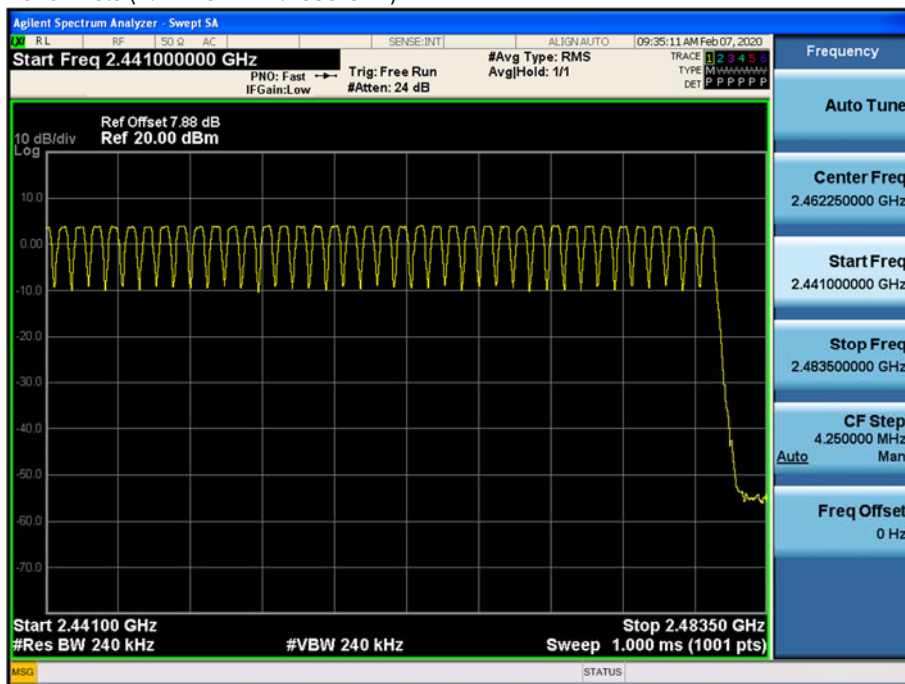 Agilent Spectrum Analyzer - Swept SA
LXI RL RF 50 Ω AC SENSE:INT ALIGN AUTO 09:35:11 AM Feb 07, 2020
Start Freq 2.441000000 GHz
PNO: Fast Trig: Free Run
IFGain:Low #Atten: 24 dB
#Avg Type: RMS
Avg|Hold: 1/1
TRACE 1 2 3 4 5 6
TYPE M W W W W W
DET P P P P P P
Ref Offset 7.88 dB
10 dB/div Ref 20.00 dBm
Log
10.0
0.00
-10.0
-20.0
-30.0
-40.0
-50.0
-60.0
-70.0
Start 2.44100 GHz Stop 2.48350 GHz
#Res BW 240 kHz #VBW 240 kHz Sweep 1.000 ms (1001 pts)
MSG STATUS
Frequency
Auto Tune
Center Freq
2.462250000 GHz
Start Freq
2.441000000 GHz
Stop Freq
2.483500000 GHz
CF Step
4.250000 MHz
Auto Man
Freq Offset
0 Hz